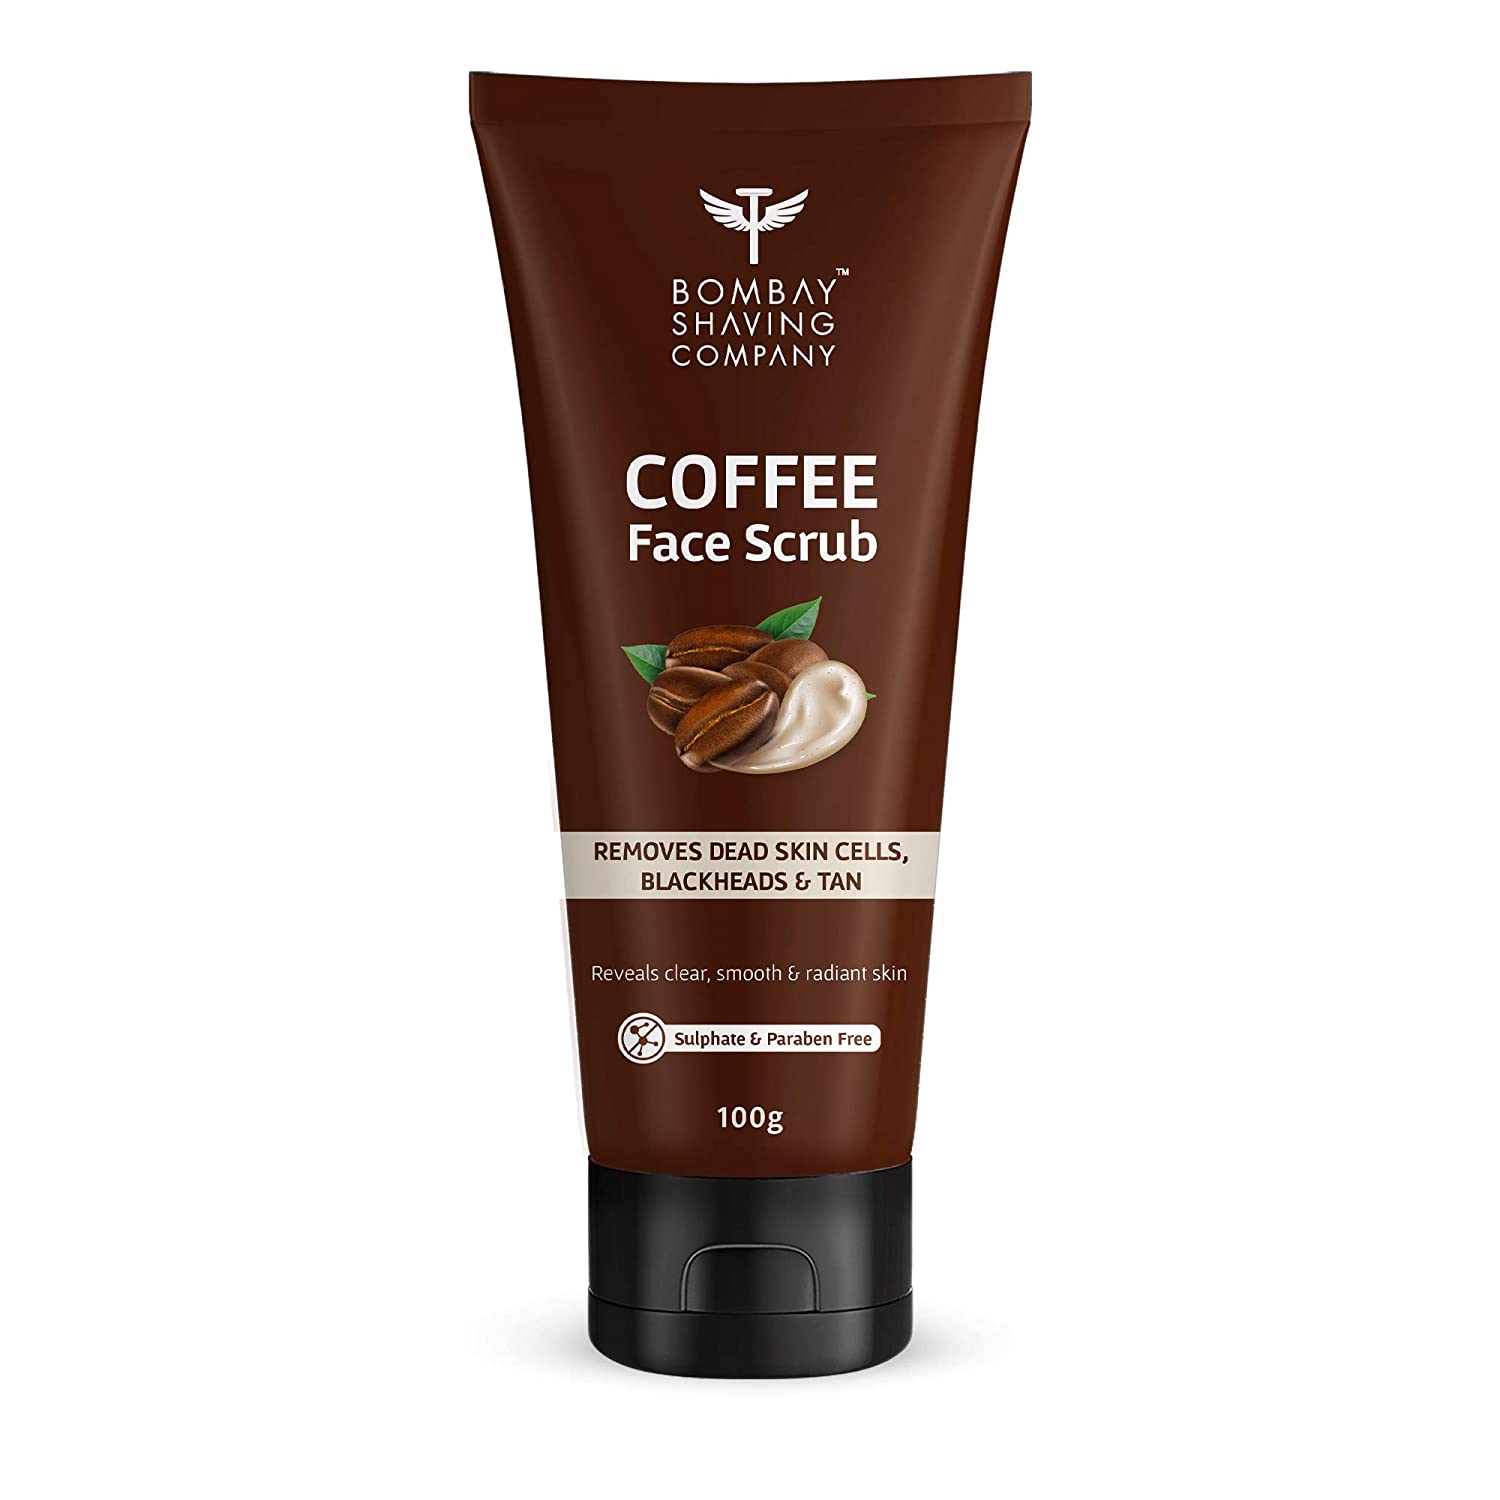 BOMBAY™
SHAVING
COMPANY
COFFEE
Face Scrub
REMOVES DEAD SKIN CELLS,
BLACKHEADS & TAN
Reveals clear, smooth & radiant skin
Sulphate & Paraben Free
100g